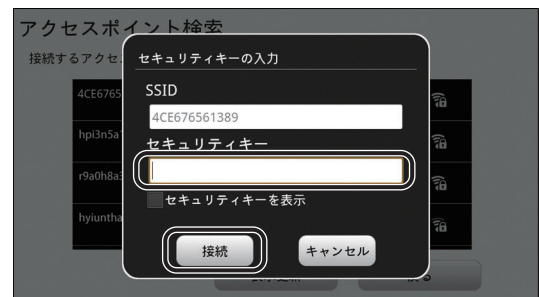 アクセスポイント検索
接続するアクセ
セキュリティキーの入力
SSID
4CE676561389
セキュリティキー
セキュリティキーを表示
接続
キャンセル
4CE6765
hpi3n5a
r9a0h8a3
hyiuntha